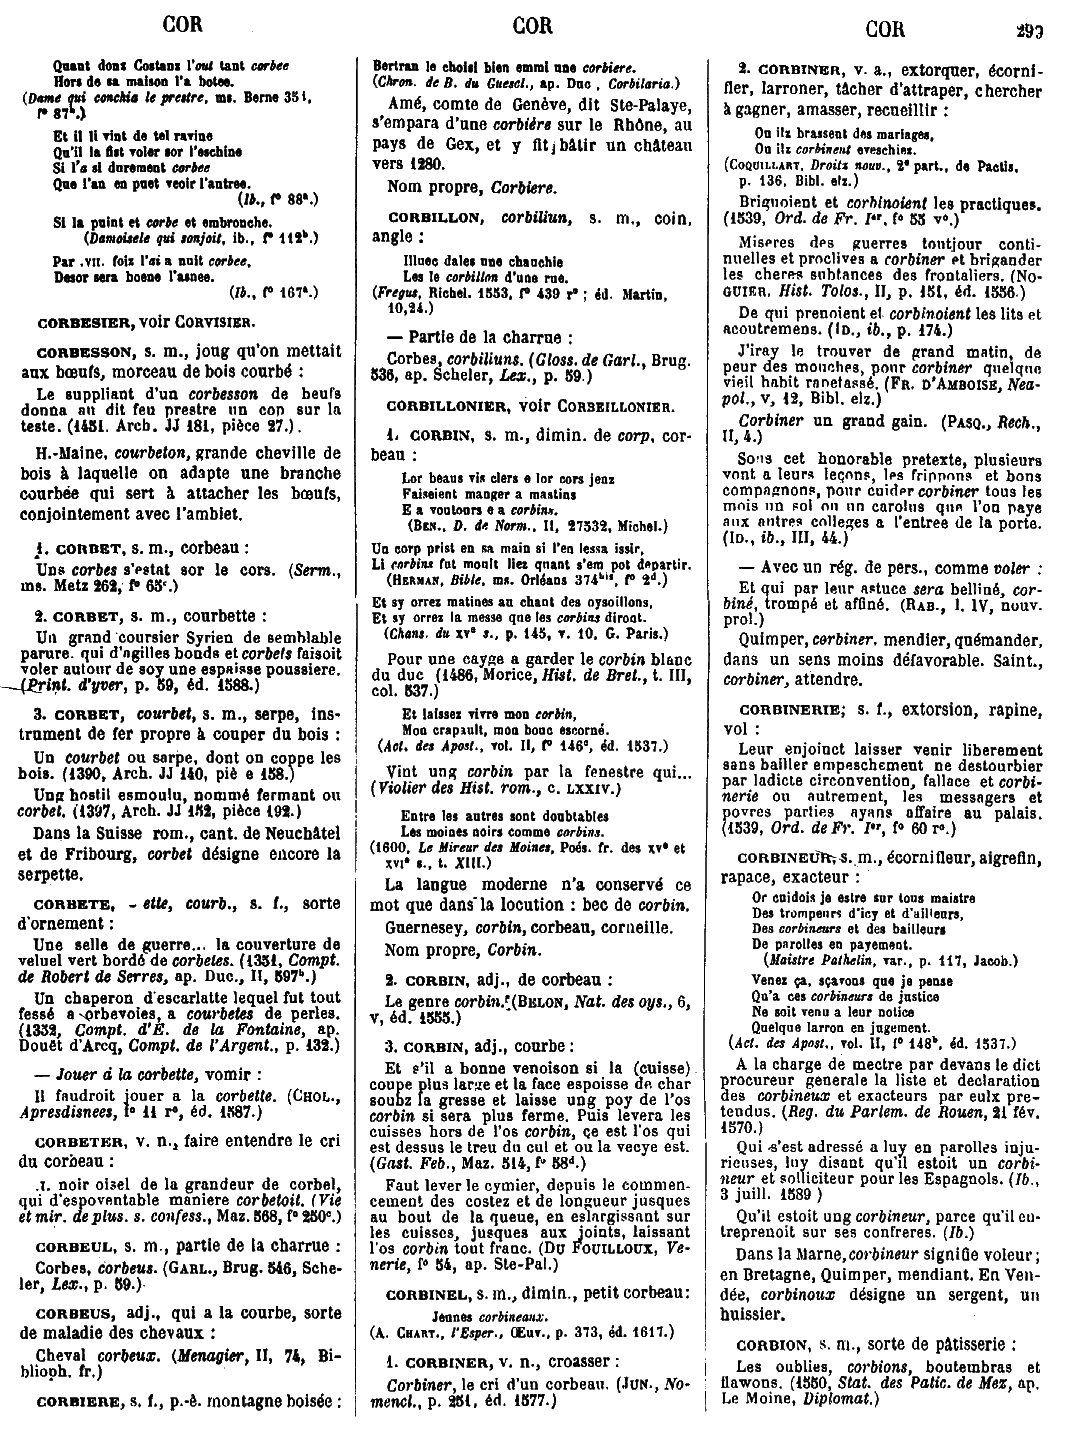 COR
COR
COR
299
Quant donz Costans l'out tant corbee
Hors de sa maison l'a botee.
(Dame qui conchia le prestre, ms. Berne 354,
f° 87b.)
Et il li vint de tel ravine
Qu'il la fist voler sor l'eschine
Si l'a si durement corbee
Que l'an en puet veoir l'antree.
(Ib., f° 88a.)
Si la puint et corbe et embronche.
(Damoisele qui sonjoit, ib., f° 112b.)
Par .VII. foiz l'ai a nuit corbee,
Desor sera boene l'asnee.
(Ib., f° 167a.)
CORBESIER, voir CORVISIER.
CORBESSON, s. m., joug qu'on mettait
aux bœufs, morceau de bois courbé :
Le suppliant d'un corbesson de beufs
donna au dit feu prestre un cop sur la
teste. (1451. Arch. JJ 181, pièce 27.)
H.-Maine, courbeton, grande cheville de
bois à laquelle on adapte une branche
courbée qui sert à attacher les bœufs,
conjointement avec l'amblet.
1. CORBET, s. m., corbeau :
Uns corbes s'estat sor le cors. (Serm.,
ms. Metz 262, f° 65c.)
2. CORBET, s. m., courbette :
Un grand coursier Syrien de semblable
parure. qui d'agilles bonds et corbets faisoit
voler autour de soy une espaisse poussiere.
(Print. d'yver, p. 59, éd. 1588.)
3. CORBET, courbet, s. m., serpe, ins-
trument de fer propre à couper du bois :
Un courbet ou sarpe, dont on coppe les
bois. (1390, Arch. JJ 140, piè e 158.)
Ung hostil esmoulu, nommé fermant ou
corbet. (1397, Arch. JJ 152, pièce 192.)
Dans la Suisse rom., cant. de Neuchâtel
et de Fribourg, corbet désigne encore la
serpette.
CORBETE, - ette, courb., s. f., sorte
d'ornement :
Une selle de guerre... la couverture de
veluel vert bordé de corbetes. (1351, Compt.
de Robert de Serres, ap. Duc., II, 597b.)
Un chaperon d'escarlatte lequel fut tout
fessé a orbevoies, a courbetes de perles.
(1332, Compt. d'E. de la Fontaine, ap.
Douët d'Arcq, Compt. de l'Argent., p. 132.)
— Jouer à la corbette, vomir :
Il faudroit jouer a la corbette. (CHOL.,
Apresdisnees, f° 11 r°, éd. 1587.)
CORBETER, v. n., faire entendre le cri
du corbeau :
.I. noir oisel de la grandeur de corbel,
qui d'espoventable maniere corbetoit. (Vie
et mir. de plus. s. confess., Maz. 568, f° 250c.)
CORBEUL, s. m., partie de la charrue :
Corbes, corbeus. (GARL., Brug. 546, Sche-
ler, Lex., p. 59.)
CORBEUS, adj., qui a la courbe, sorte
de maladie des chevaux :
Cheval corbeux. (Menagier, II, 74, Bi-
blioph. fr.)
CORBIERE, s. f., p.-ê. montagne boisée :
Bertran le choisi bien emmi une corbiere.
(Chron. de B. du Guescl., ap. Duc, Corbilaria.)
Amé, comte de Genève, dit Ste-Palaye,
s'empara d'une corbière sur le Rhône, au
pays de Gex, et y fit bâtir un château
vers 1280.
Nom propre, Corbiere.
CORBILLON, corbiliun, s. m., coin,
angle :
Illuec dales une chauchie
Les le corbillon d'une rue.
(Fregus, Richel. 1553, f° 439 r° ; éd. Martin,
10,24.)
— Partie de la charrue :
Corbes, corbiliuns. (Gloss. de Garl., Brug.
536, ap. Scheler, Lex., p. 59.)
CORBILLONIER, voir CORBEILLONIER.
1. CORBIN, s. m., dimin. de corp, cor-
beau :
Lor beaus vis clers e lor cors jenz
Faiseient manger a mastins
E a voutours e a corbins.
(BEN., D. de Norm., II, 27532, Michel.)
Un corp prist en sa main si l'en lessa issir,
Li corbins fut moult liez quant s'em pot departir.
(HERMAN, Bible, ms. Orléans 374bis, f° 2d.)
Et sy orrez matines au chant des oysoillons,
Et sy orrez la messe que les corbins diront.
(Chans. du XVe s., p. 145, v. 10, G. Paris.)
Pour une cayge a garder le corbin blanc
du duc (1486, Morice, Hist. de Bret., t. III,
col. 537.)
Et laissez vivre mon corbin,
Mon crapault, mon bouc escorné.
(Act. des Apost., vol. II, f° 146d, éd. 1537.)
Vint ung corbin par la fenestre qui...
(Violier des Hist. rom., c. LXXIV.)
Entre les autres sont doubtables
Les moines noirs comme corbins.
(1600, Le Mireur des Moines, Poés. fr. des XVe et
XVIe s., t. XIII.)
La langue moderne n'a conservé ce
mot que dans la locution : bec de corbin.
Guernesey, corbin, corbeau, corneille.
Nom propre, Corbin.
2. CORBIN, adj., de corbeau :
Le genre corbin. (BELON, Nat. des oys., 6,
V, éd. 1555.)
3. CORBIN, adj., courbe :
Et s'il a bonne venoison si la (cuisse)
coupe plus large et la face espoisse de char
soubz la gresse et laisse ung poy de l'os
corbin si sera plus ferme. Puis levera les
cuisses hors de l'os corbin, çe est l'os qui
est dessus le treu du cul et ou la vecye est.
(Gast. Feb., Maz. 514, f° 58d.)
Faut lever le cymier, depuis le commen-
cement des costez et de longueur jusques
au bout de la queue, en eslargissant sur
les cuisses, jusques aux joints, laissant
l'os corbin tout franc. (DU FOUILLOUX, Ve-
nerie, f° 54, ap. Ste-Pal.)
CORBINEL, s. m., dimin., petit corbeau :
Jeunes corbineaux.
(A. CHART., l'Esper., Œuv., p. 373, éd. 1617.)
1. CORBINER, v. n., croasser :
Corbiner, le cri d'un corbeau. (JUN., No-
mencl., p. 251, éd. 1577.)
2. CORBINER, v. a., extorquer, écorni-
fler, larroner, tâcher d'attraper, chercher
à gagner, amasser, recueillir :
Ou ilz brassent des mariages,
Ou ilz corbinent eveschies.
(COQUILLART, Droitz nouv., 2e part., de Pactis,
p. 136, Bibl. elz.)
Briquoient et corbinoient les practiques.
(1539, Ord. de Fr. Ier, f° 55 v°.)
Miseres des guerres toutjour conti-
nuelles et proclives a corbiner et brigander
les cheres subtances des frontaliers. (NO-
GUIER, Hist. Tolos., II, p. 151, éd. 1556.)
De qui prenoient et corbinoient les lits et
acoutremens. (ID., ib., p. 174.)
J'iray le trouver de grand matin, de
peur des mouches, pour corbiner quelque
vieil habit rapetassé. (FR. D'AMBOISE, Nea-
pol., V, 12, Bibl. elz.)
Corbiner un grand gain. (PASQ., Rech.,
II, 4.)
Sous cet honorable pretexte, plusieurs
vont a leurs leçons, les frippons et bons
compagnons, pour cuider corbiner tous les
mois un sol ou un carolus que l'on paye
aux autres colleges a l'entree de la porte.
(ID., ib., III, 44.)
— Avec un rég. de pers., comme voler :
Et qui par leur astuce sera belliné, cor-
biné, trompé et affiné. (RAB., l. IV, nouv.
prol.)
Quimper, corbiner, mendier, quémander,
dans un sens moins défavorable. Saint.,
corbiner, attendre.
CORBINERIE, s. f., extorsion, rapine,
vol :
Leur enjoinct laisser venir liberement
sans bailler empeschement ne destourbier
par ladicte circonvention, fallace et corbi-
nerie ou autrement, les messagers et
povres parties ayans affaire au palais.
(1539, Ord. de Fr. Ier, f° 60 r°.)
CORBINEUR, s. m., écornifleur, aigrefin,
rapace, exacteur :
Or cuidois je estre sur tous maistre
Des trompeurs d'icy et d'ailleurs,
Des corbineurs et des bailleurs
De parolles en payement.
(Maistre Pathelin, var., p. 117, Jacob.)
Venez ça, sçavons que je pense
Qu'a ces corbineurs de justice
Ne soit venu a leur notice
Quelque larron en jugement.
(Act. des Apost., vol. II, f° 148b, éd. 1537.)
A la charge de mectre par devans le dict
procureur generale la liste et declaration
des corbineux et exacteurs par eulx pre-
tendus. (Reg. du Parlem. de Rouen, 21 fév.
1570.)
Qui s'est adressé a luy en parolles inju-
rieuses, luy disant qu'il estoit un corbi-
neur et solliciteur pour les Espagnols. (Ib.,
3 juill. 1589 )
Qu'il estoit ung corbineur, parce qu'il en-
treprenoit sur ses confreres. (Ib.)
Dans la Marne, corbineur signifie voleur ;
en Bretagne, Quimper, mendiant. En Ven-
dée, corbinoux désigne un sergent, un
huissier.
CORBION, s. m., sorte de pâtisserie :
Les oublies, corbions, boutembras et
flawons. (1550, Stat. des Patic. de Mez, ap.
Le Moine, Diplomat.)